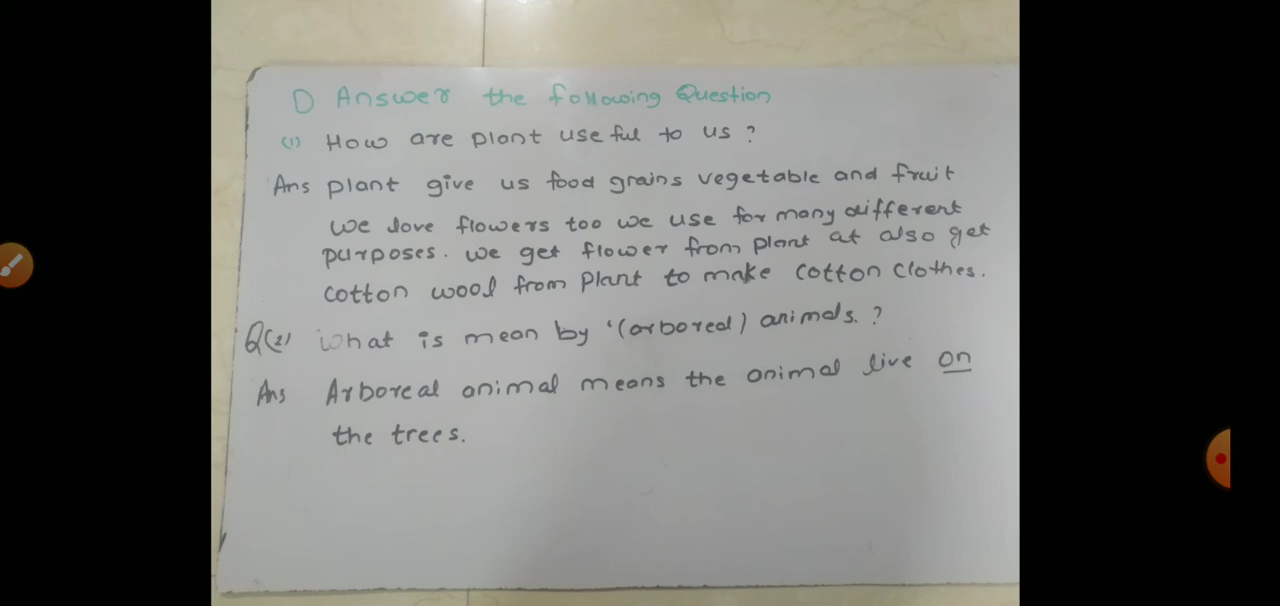 D Answer the following Question
(1) How are plant useful to us ?
Ans plant give us food grains vegetable and fruit
we love flowers too we use for many different
purposes. we get flower from plant at also get
cotton wool from plant to make cotton clothes.
Q(2) What is mean by '(arboreal) animals. ?
Ans Arboreal animal means the animal live on
the trees.